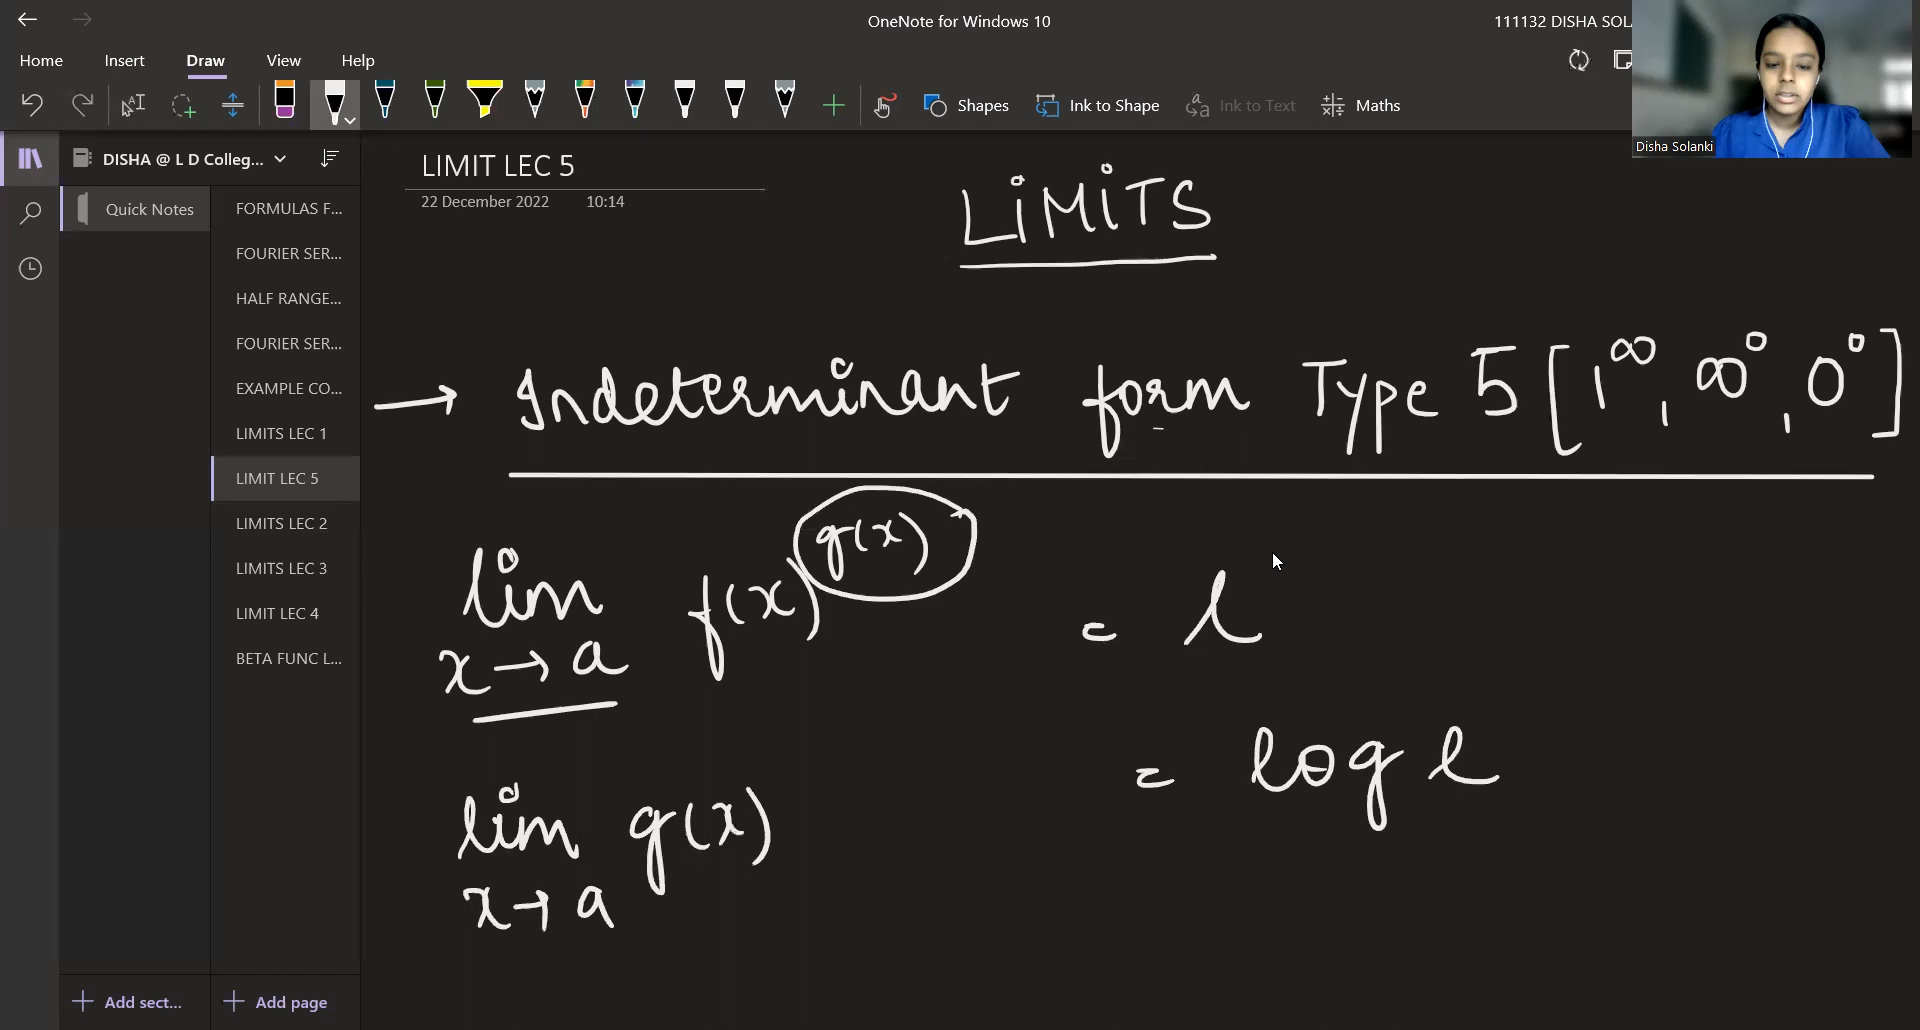 OneNote for Windows 10
111132 DISHA SOL
Home Insert Draw View Help
Shapes Ink to Shape Ink to Text Maths
Disha Solanki
DISHA @ L D Colleg...
Quick Notes
FORMULAS F...
FOURIER SER...
HALF RANGE...
FOURIER SER...
EXAMPLE CO...
LIMITS LEC 1
LIMIT LEC 5
LIMITS LEC 2
LIMITS LEC 3
LIMIT LEC 4
BETA FUNC L...
Add sect...
Add page
LIMIT LEC 5
22 December 2022 10:14
LiMiTS
→ Indeterminant form Type 5 [1^∞, ∞^0, 0^0]
lim x→a f(x)^g(x) = l
lim x→a g(x) = log l